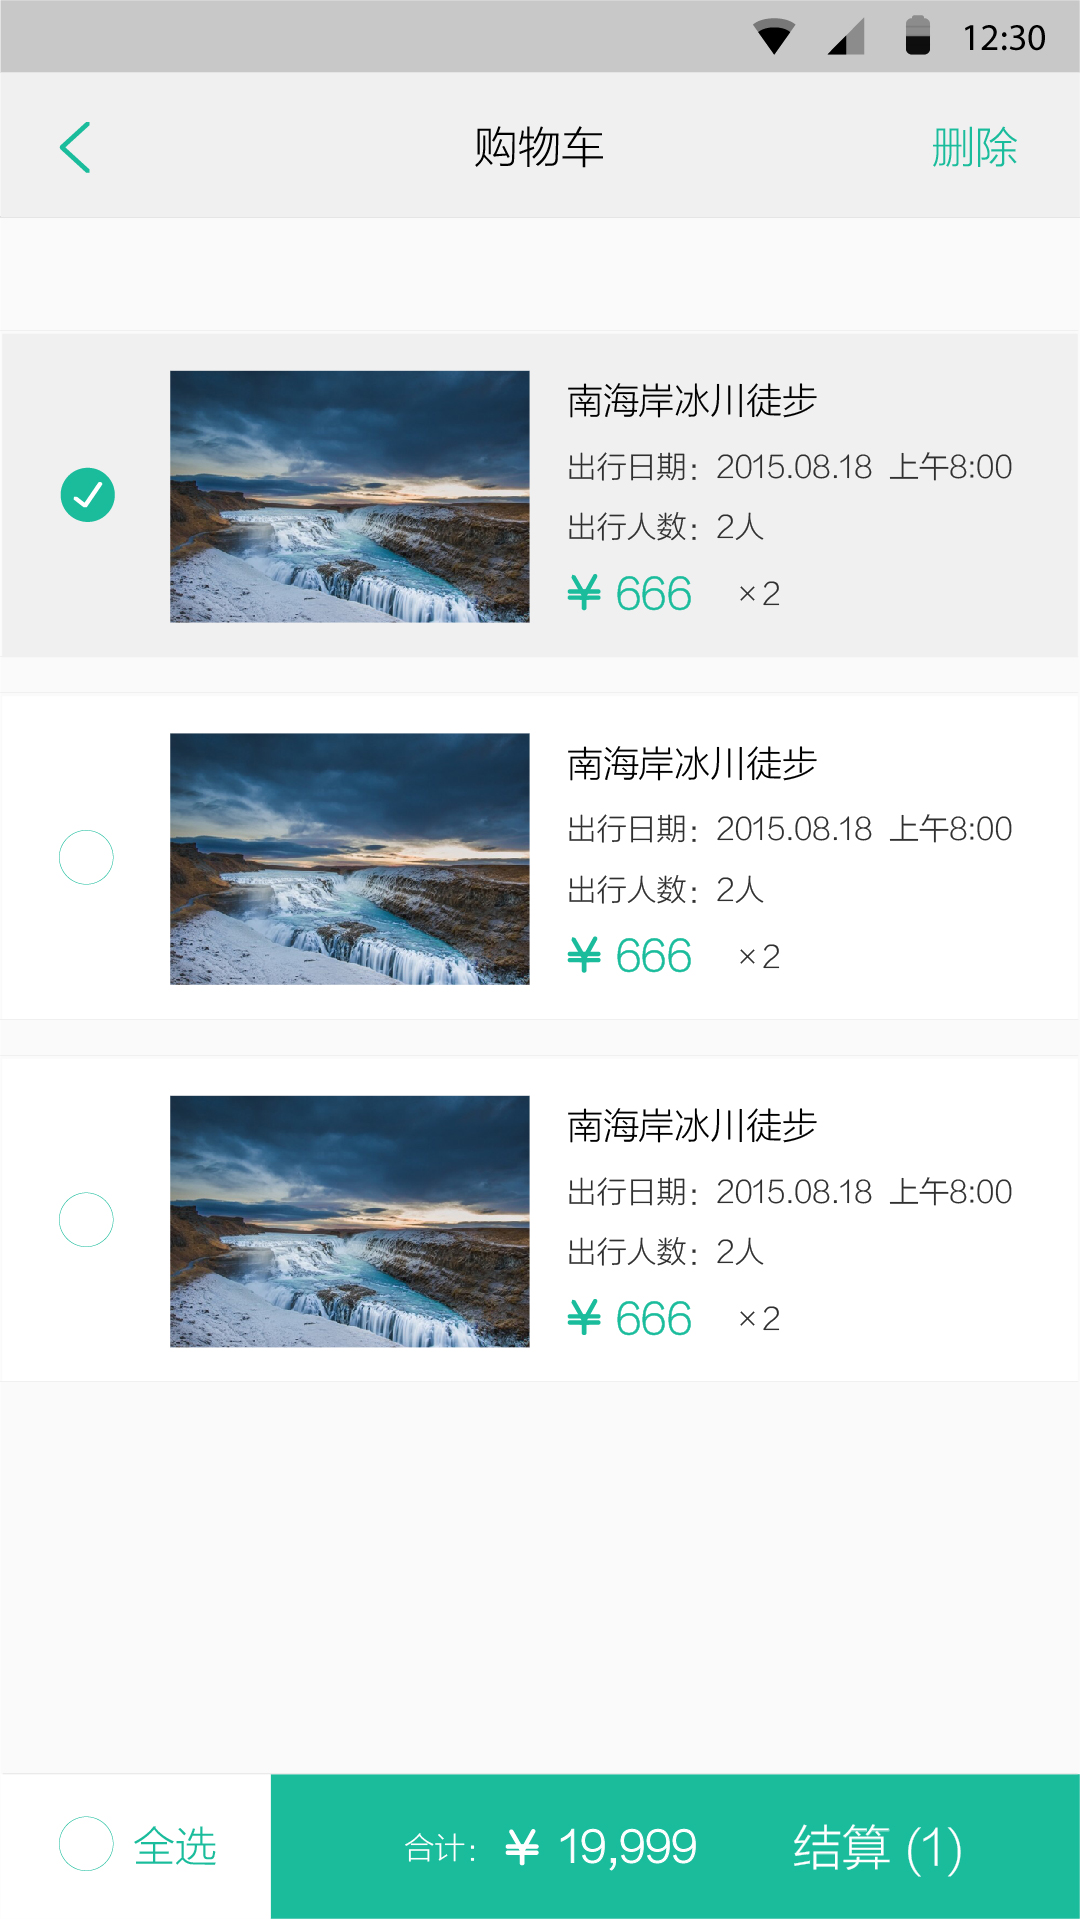 12:30
购物车
删除
南海岸冰川徒步
出行日期：2015.08.18 上午8:00
出行人数：2人
¥ 666 ×2
南海岸冰川徒步
出行日期：2015.08.18 上午8:00
出行人数：2人
¥ 666 ×2
南海岸冰川徒步
出行日期：2015.08.18 上午8:00
出行人数：2人
¥ 666 ×2
全选
合计：¥ 19,999
结算 (1)